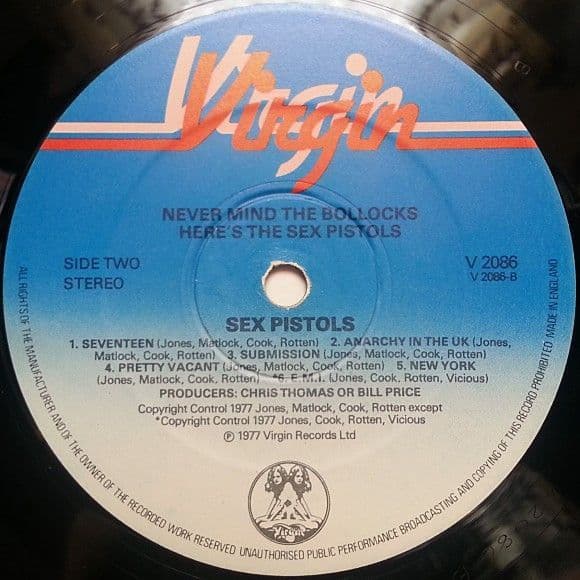 Virgin
NEVER MIND THE BOLLOCKS
HERE'S THE SEX PISTOLS
SIDE TWO
STEREO
V 2086
V 2086-B
SEX PISTOLS
1. SEVENTEEN (Jones, Matlock, Cook, Rotten) 2. ANARCHY IN THE UK (Jones,
Matlock, Cook, Rotten) 3. SUBMISSION (Jones, Matlock, Cook, Rotten)
4. PRETTY VACANT (Jones, Matlock, Cook, Rotten) 5. NEW YORK
(Jones, Matlock, Cook, Rotten) *6. E.M.I. (Jones, Cook, Rotten, Vicious)
PRODUCERS: CHRIS THOMAS OR BILL PRICE
Copyright Control 1977 Jones, Matlock, Cook, Rotten except
*Copyright Control 1977 Jones, Cook, Rotten, Vicious
℗ 1977 Virgin Records Ltd
Virgin
ALL RIGHTS OF THE MANUFACTURER AND OF THE OWNER OF THE RECORDED WORK RESERVED UNAUTHORISED PUBLIC PERFORMANCE BROADCASTING AND COPYING OF THIS RECORD PROHIBITED MADE IN ENGLAND